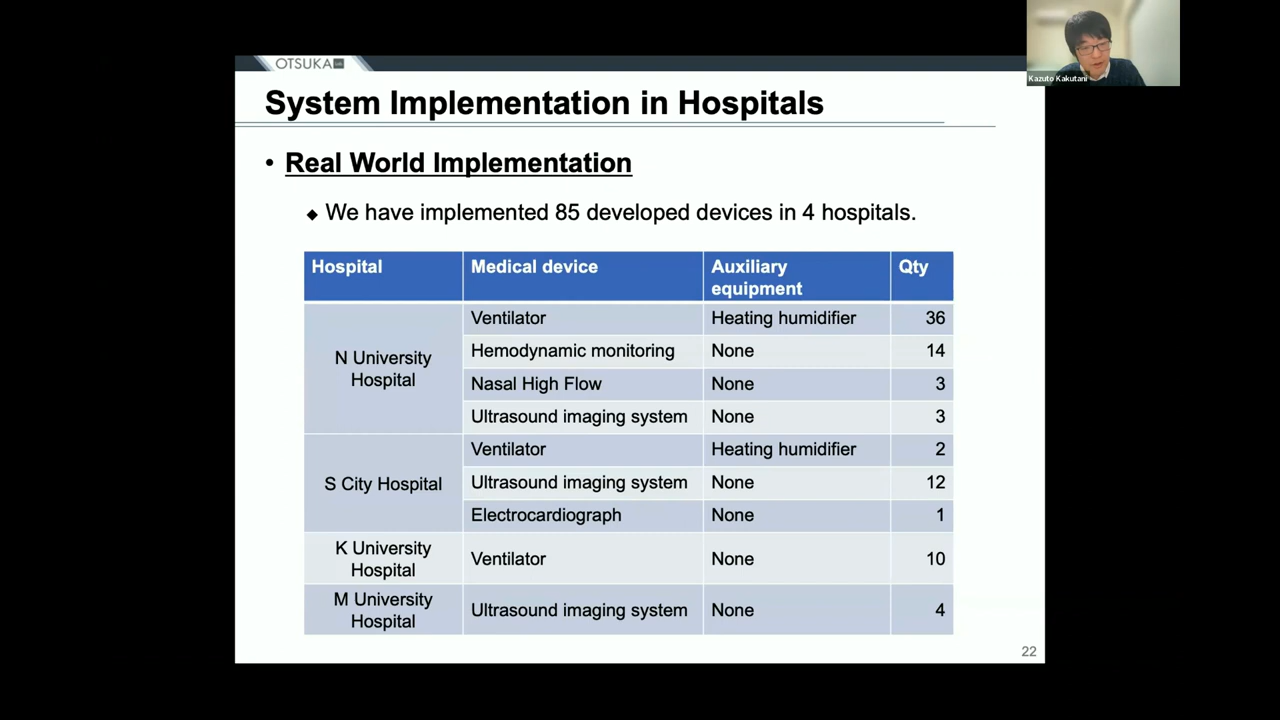 OTSUKA
Kazuto Kakutani
System Implementation in Hospitals
• Real World Implementation
◆ We have implemented 85 developed devices in 4 hospitals.
Hospital Medical device Auxiliary equipment Qty
N University Hospital Ventilator Heating humidifier 36
Hemodynamic monitoring None 14
Nasal High Flow None 3
Ultrasound imaging system None 3
S City Hospital Ventilator Heating humidifier 2
Ultrasound imaging system None 12
Electrocardiograph None 1
K University Hospital Ventilator None 10
M University Hospital Ultrasound imaging system None 4
22